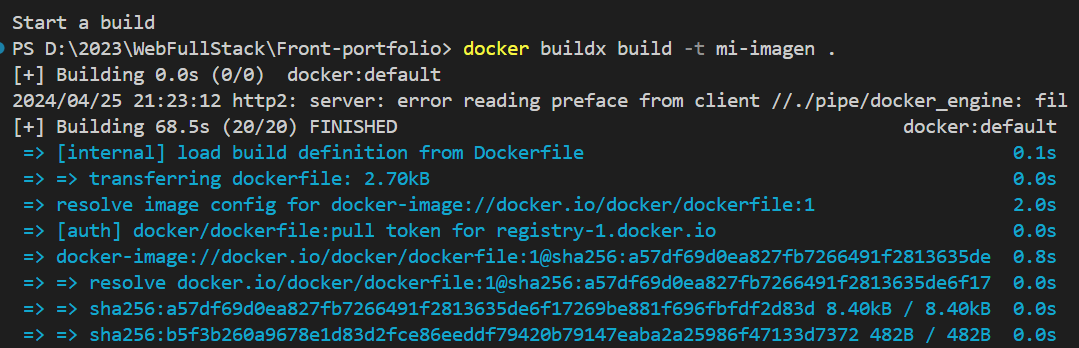 Start a build
PS D:\2023\WebFullStack\Front-portfolio> docker buildx build -t mi-imagen .
[+] Building 0.0s (0/0)  docker:default
2024/04/25 21:23:12 http2: server: error reading preface from client //./pipe/docker_engine: fil
[+] Building 68.5s (20/20) FINISHED docker:default
=> [internal] load build definition from Dockerfile 0.1s
=> => transferring dockerfile: 2.70kB 0.0s
=> resolve image config for docker-image://docker.io/docker/dockerfile:1 2.0s
=> [auth] docker/dockerfile:pull token for registry-1.docker.io 0.0s
=> docker-image://docker.io/docker/dockerfile:1@sha256:a57df69d0ea827fb7266491f2813635de 0.8s
=> => resolve docker.io/docker/dockerfile:1@sha256:a57df69d0ea827fb7266491f2813635de6f17 0.0s
=> => sha256:a57df69d0ea827fb7266491f2813635de6f17269be881f696fbfdf2d83d 8.40kB / 8.40kB 0.0s
=> => sha256:b5f3b260a9678e1d83d2fce86eeddf79420b79147eaba2a25986f47133d7372 482B / 482B 0.0s